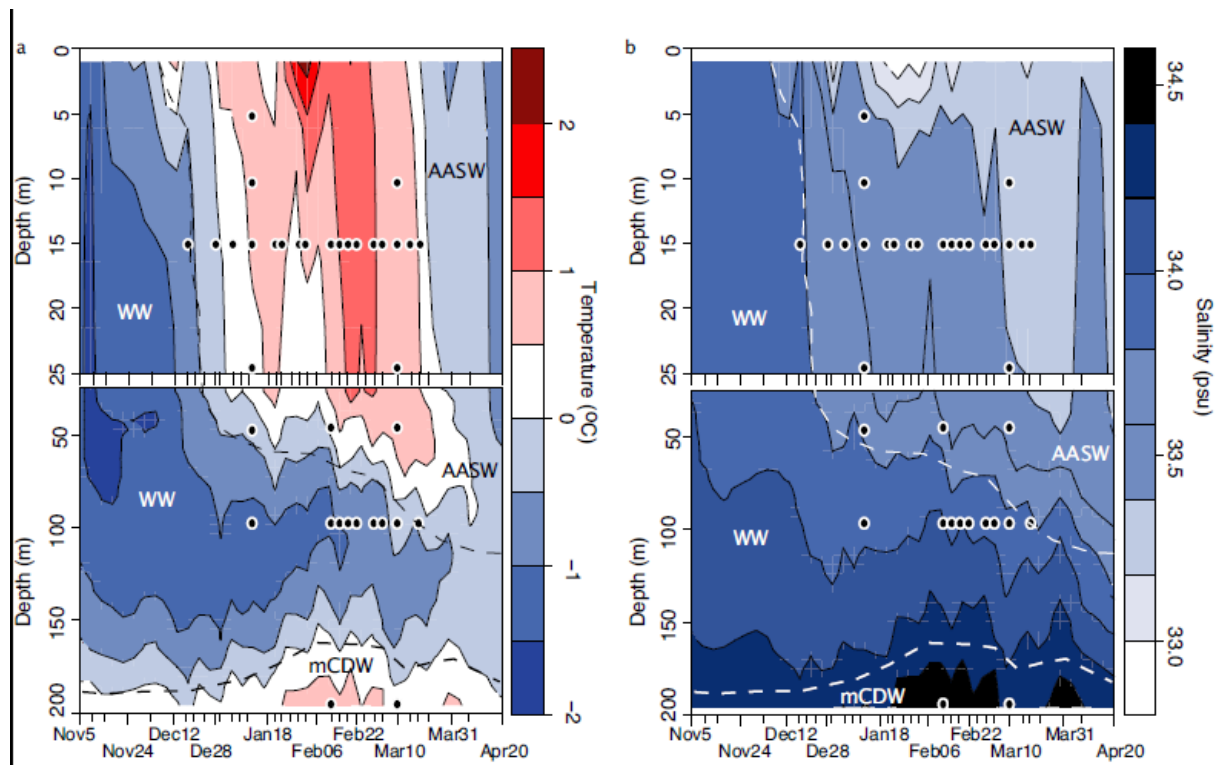 a
0
5
10
15
20
25
Depth (m)
WW
AASW
50
100
150
200
Depth (m)
WW
AASW
mCDW
Nov5
Nov24
Dec12
De28
Jan18
Feb06
Feb22
Mar10
Mar31
Apr20
2
1
0
−1
−2
Temperature (ºC)
b
0
5
10
15
20
25
Depth (m)
WW
AASW
50
100
150
200
Depth (m)
WW
AASW
mCDW
Nov5
Nov24
Dec12
De28
Jan18
Feb06
Feb22
Mar10
Mar31
Apr20
34.5
34.0
33.5
33.0
Salinity (psu)